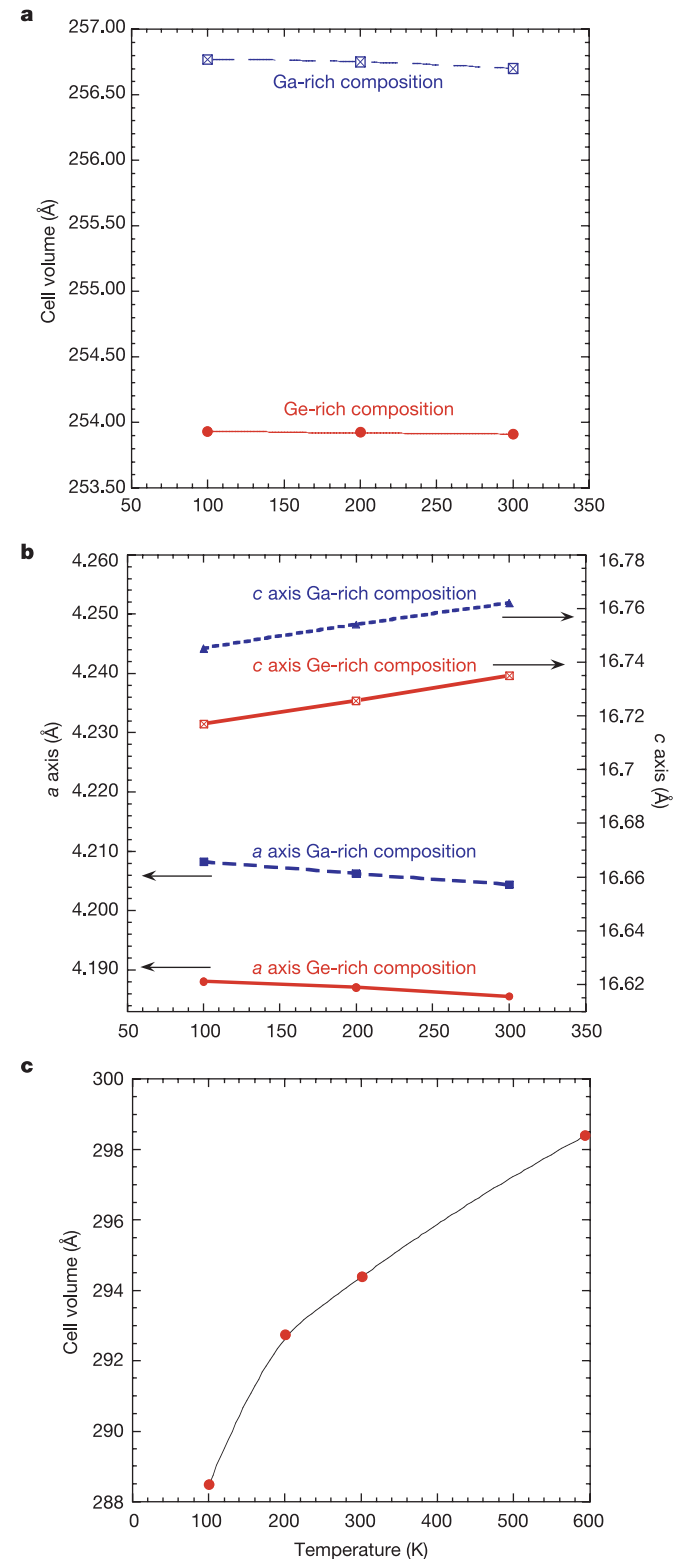 a
257.00
256.50
256.00
255.50
255.00
254.50
254.00
253.50
Cell volume (Å)
Ga-rich composition
Ge-rich composition
50 100 150 200 250 300 350
b
4.260
4.250
4.240
4.230
4.220
4.210
4.200
4.190
a axis (Å)
c axis Ga-rich composition
c axis Ge-rich composition
a axis Ga-rich composition
a axis Ge-rich composition
16.78
16.76
16.74
16.72
16.7
16.68
16.66
16.64
16.62
c axis (Å)
50 100 150 200 250 300 350
c
300
298
296
294
292
290
288
Cell volume (Å)
0 100 200 300 400 500 600
Temperature (K)